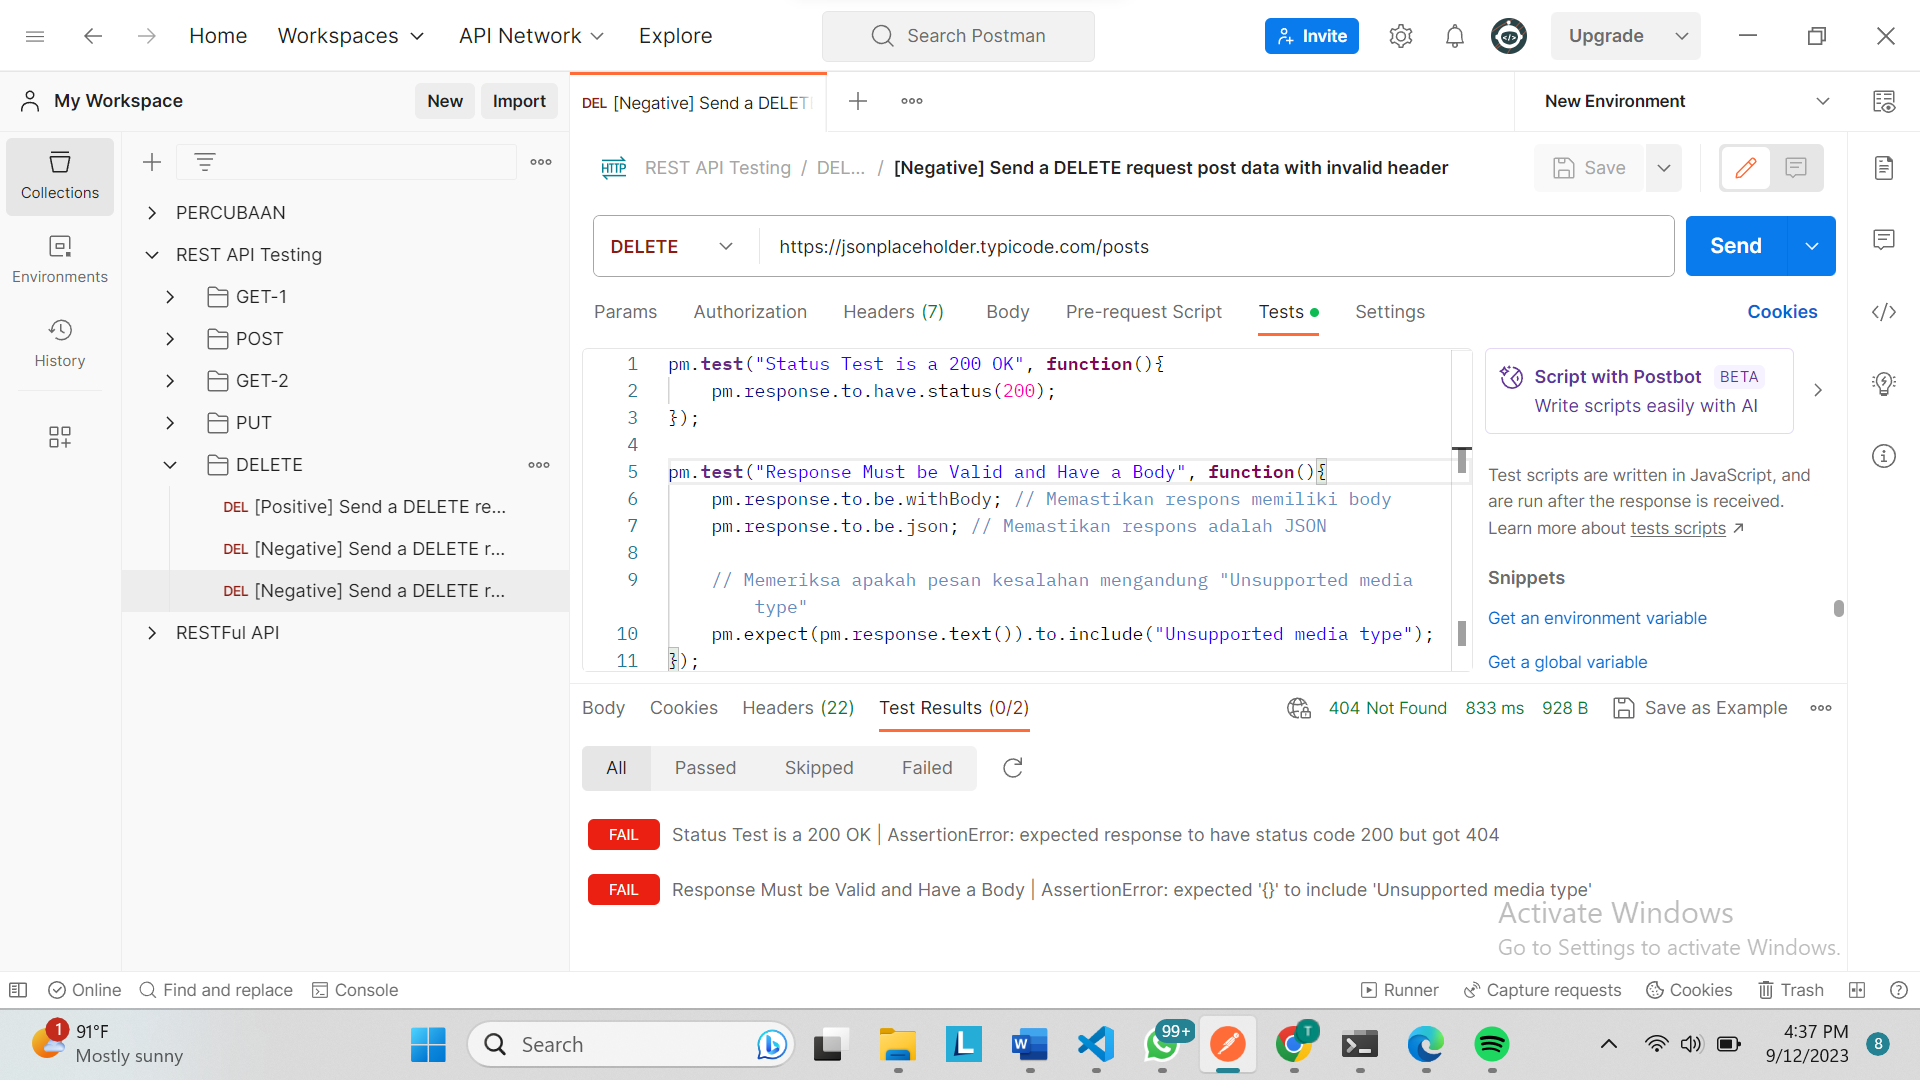 Home
Workspaces
API Network
Explore
Search Postman
Invite
Upgrade
My Workspace
New
Import
DEL [Negative] Send a DELET
New Environment
Collections
Environments
History
PERCUBAAN
REST API Testing
GET-1
POST
GET-2
PUT
DELETE
DEL [Positive] Send a DELETE re...
DEL [Negative] Send a DELETE r...
DEL [Negative] Send a DELETE r...
RESTFul API
HTTP REST API Testing / DEL... / [Negative] Send a DELETE request post data with invalid header
Save
DELETE
https://jsonplaceholder.typicode.com/posts
Send
Params
Authorization
Headers (7)
Body
Pre-request Script
Tests
Settings
Cookies
1 pm.test("Status Test is a 200 OK", function(){
2 pm.response.to.have.status(200);
3 });
4
5 pm.test("Response Must be Valid and Have a Body", function(){
6 pm.response.to.be.withBody; // Memastikan respons memiliki body
7 pm.response.to.be.json; // Memastikan respons adalah JSON
8
9 // Memeriksa apakah pesan kesalahan mengandung "Unsupported media
type"
10 pm.expect(pm.response.text()).to.include("Unsupported media type");
11 });
Script with Postbot BETA
Write scripts easily with AI
Test scripts are written in JavaScript, and
are run after the response is received.
Learn more about tests scripts ↗
Snippets
Get an environment variable
Get a global variable
Body
Cookies
Headers (22)
Test Results (0/2)
404 Not Found
833 ms
928 B
Save as Example
All
Passed
Skipped
Failed
FAIL Status Test is a 200 OK | AssertionError: expected response to have status code 200 but got 404
FAIL Response Must be Valid and Have a Body | AssertionError: expected '{}' to include 'Unsupported media type'
Activate Windows
Go to Settings to activate Windows.
Online
Find and replace
Console
Runner
Capture requests
Cookies
Trash
1
91°F
Mostly sunny
Search
99+
T
4:37 PM
9/12/2023
8